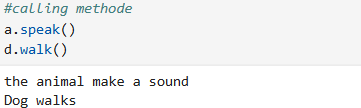 #calling methode
a.speak()
d.walk()
the animal make a sound
Dog walks